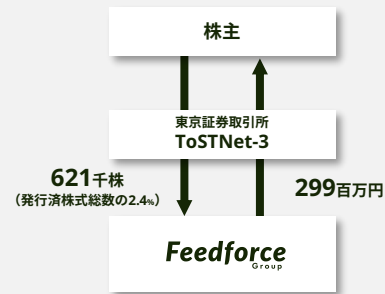 株主
東京証券取引所
ToSTNet-3
621千株
（発行済株式総数の2.4%）
299百万円
Feedforce
Group